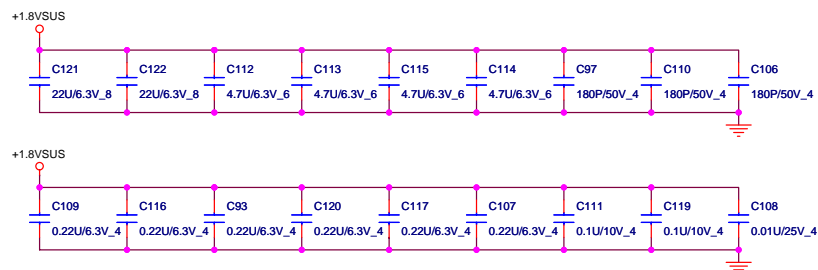 +1.8VSUS
C121 C122 C112 C113 C115 C114 C97 C110 C106
22U/6.3V_8 22U/6.3V_8 4.7U/6.3V_6 4.7U/6.3V_6 4.7U/6.3V_6 4.7U/6.3V_6 180P/50V_4 180P/50V_4 180P/50V_4
+1.8VSUS
C109 C116 C93 C120 C117 C107 C111 C119 C108
0.22U/6.3V_4 0.22U/6.3V_4 0.22U/6.3V_4 0.22U/6.3V_4 0.22U/6.3V_4 0.22U/6.3V_4 0.1U/10V_4 0.1U/10V_4 0.01U/25V_4